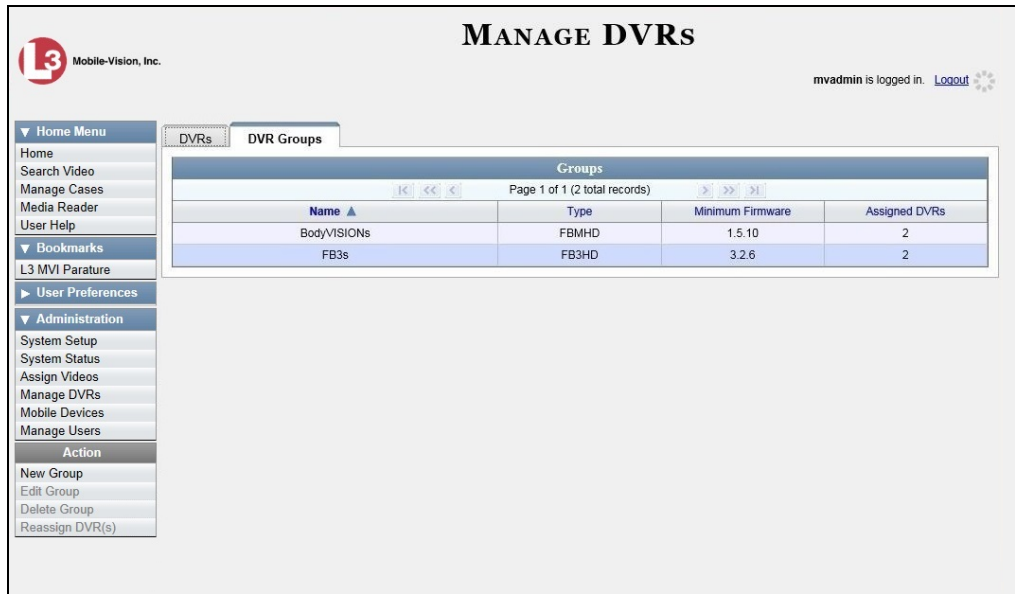 MANAGE DVRS
L3 Mobile-Vision, Inc.
mvadmin is logged in. Logout
▼ Home Menu
Home
Search Video
Manage Cases
Media Reader
User Help
▼ Bookmarks
L3 MVI Parature
▶ User Preferences
▼ Administration
System Setup
System Status
Assign Videos
Manage DVRs
Mobile Devices
Manage Users
Action
New Group
Edit Group
Delete Group
Reassign DVR(s)
DVRs DVR Groups
Groups
|< << < Page 1 of 1 (2 total records) > >> >|
Name ▲ Type Minimum Firmware Assigned DVRs
BodyVISIONs FBMHD 1.5.10 2
FB3s FB3HD 3.2.6 2